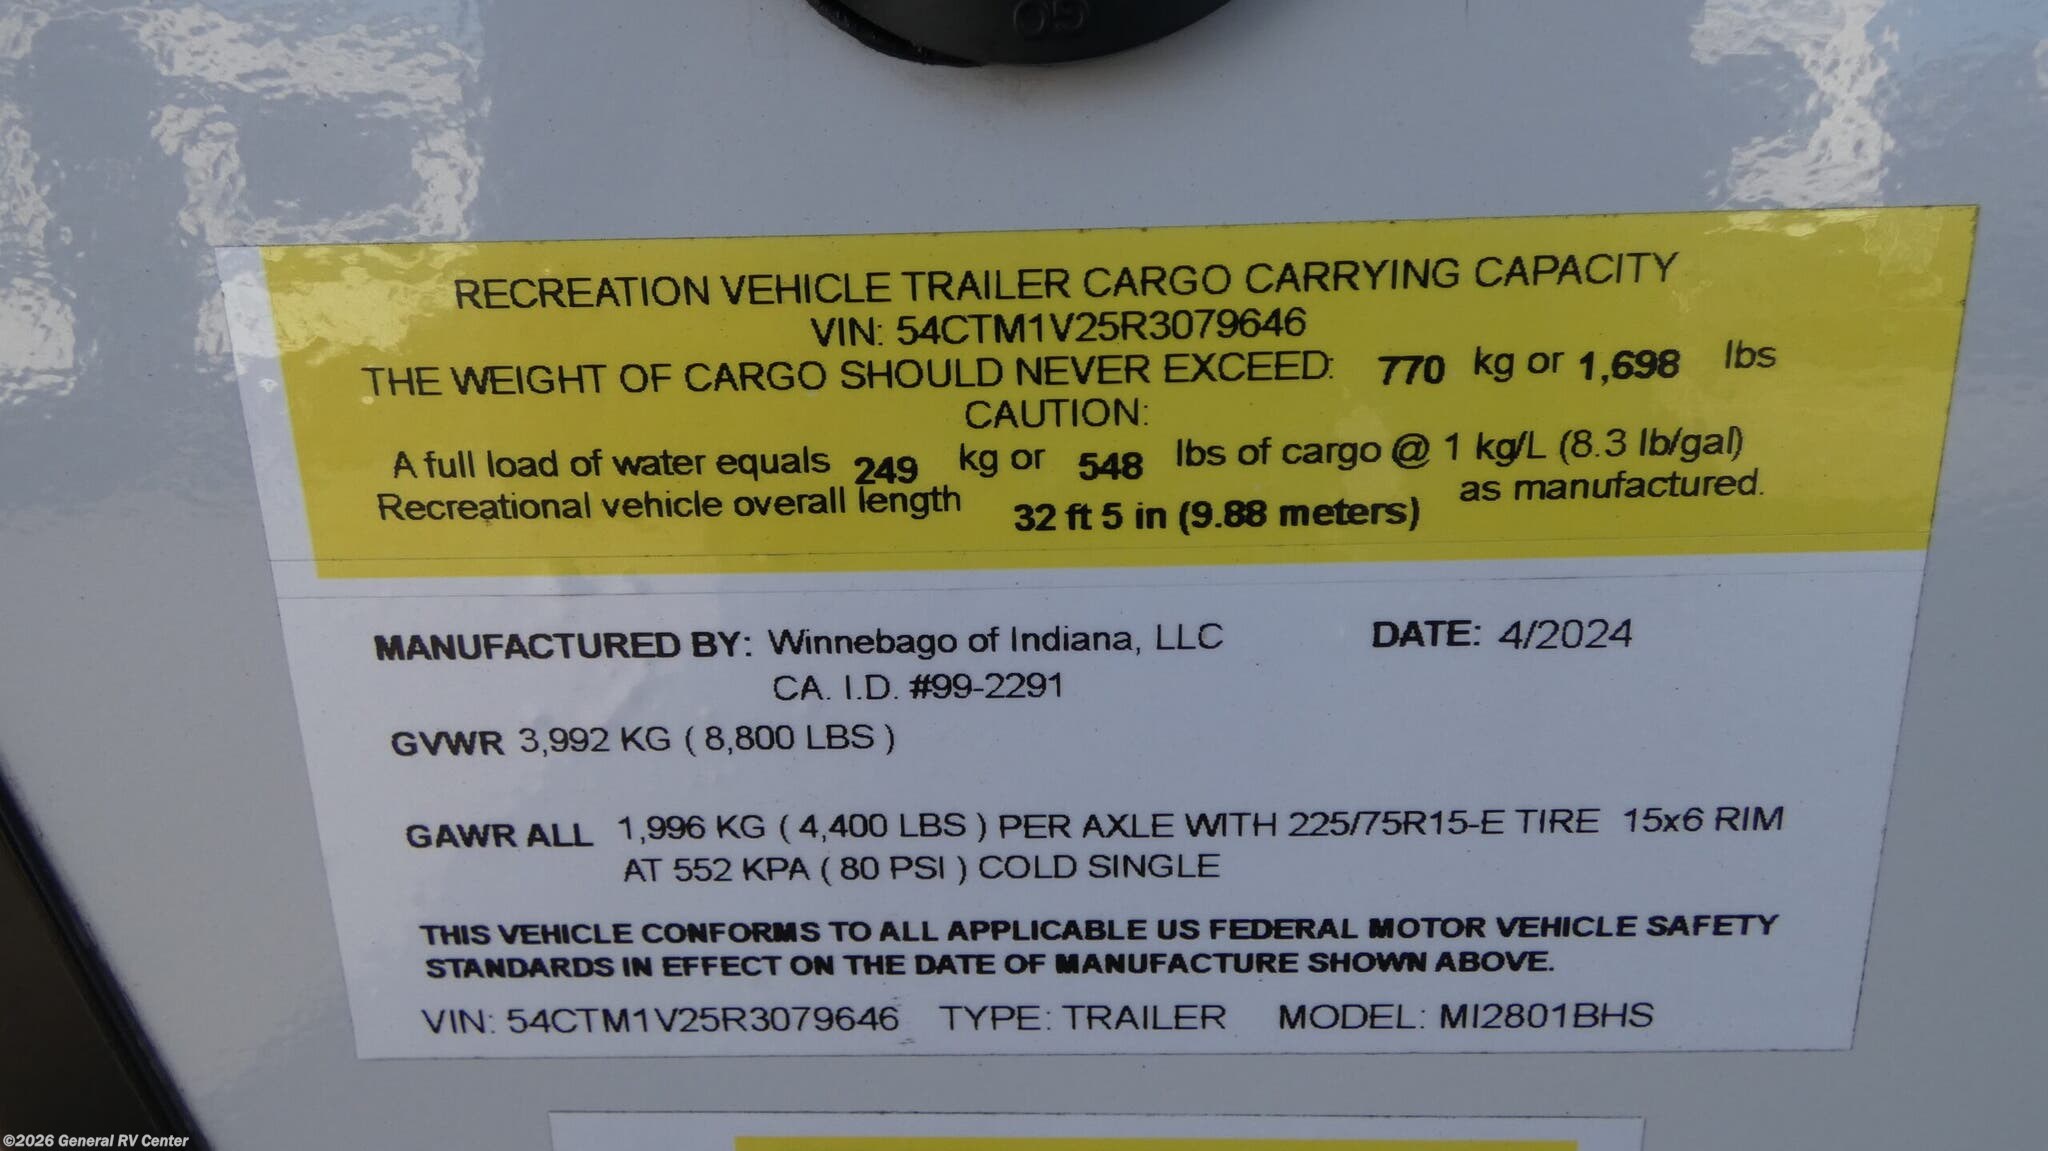 RECREATION VEHICLE TRAILER CARGO CARRYING CAPACITY
VIN: 54CTM1V25R3079646
THE WEIGHT OF CARGO SHOULD NEVER EXCEED: 770 kg or 1,698 lbs
CAUTION:
A full load of water equals 249 kg or 548 lbs of cargo @ 1 kg/L (8.3 lb/gal)
Recreational vehicle overall length 32 ft 5 in (9.88 meters) as manufactured.
MANUFACTURED BY: Winnebago of Indiana, LLC DATE: 4/2024
CA. I.D. #99-2291
GVWR 3,992 KG ( 8,800 LBS )
GAWR ALL 1,996 KG ( 4,400 LBS ) PER AXLE WITH 225/75R15-E TIRE 15x6 RIM
AT 552 KPA ( 80 PSI ) COLD SINGLE
THIS VEHICLE CONFORMS TO ALL APPLICABLE US FEDERAL MOTOR VEHICLE SAFETY
STANDARDS IN EFFECT ON THE DATE OF MANUFACTURE SHOWN ABOVE.
VIN: 54CTM1V25R3079646 TYPE: TRAILER MODEL: MI2801BHS
©2026 General RV Center